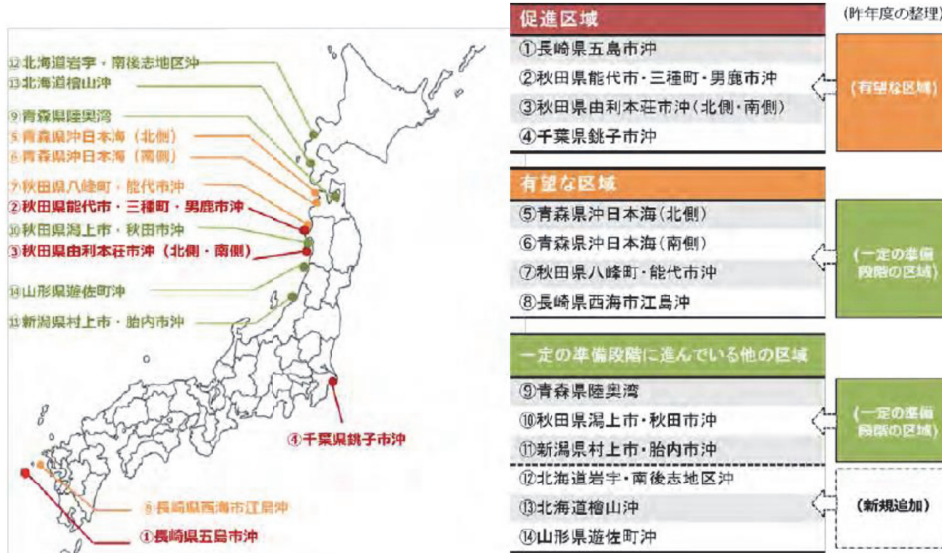 ⑫北海道岩宇・南後志地区沖
⑬北海道檜山沖
⑨青森県陸奥湾
⑤青森県沖日本海（北側）
⑥青森県沖日本海（南側）
⑦秋田県八峰町・能代市沖
②秋田県能代市・三種町・男鹿市沖
⑩秋田県潟上市・秋田市沖
③秋田県由利本荘市沖（北側・南側）
⑭山形県遊佐町沖
⑪新潟県村上市・胎内市沖
④千葉県銚子市沖
⑧長崎県西海市江島沖
①長崎県五島市沖
促進区域
(昨年度の整理)
①長崎県五島市沖
②秋田県能代市・三種町・男鹿市沖
③秋田県由利本荘市沖(北側・南側)
④千葉県銚子市沖
(有望な区域)
有望な区域
⑤青森県沖日本海(北側)
⑥青森県沖日本海(南側)
⑦秋田県八峰町・能代市沖
⑧長崎県西海市江島沖
(一定の準備
段階の区域)
一定の準備段階に進んでいる他の区域
⑨青森県陸奥湾
⑩秋田県潟上市・秋田市沖
⑪新潟県村上市・胎内市沖
(一定の準備
段階の区域)
⑫北海道岩宇・南後志地区沖
⑬北海道檜山沖
⑭山形県遊佐町沖
(新規追加)